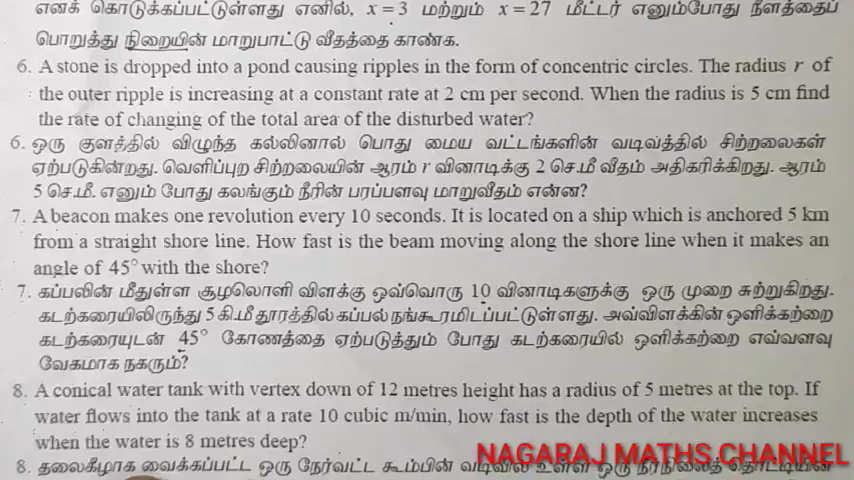 எனக் கொடுக்கப்பட்டுள்ளது எனில், x = 3 மற்றும் x = 27 மீட்டர் எனும்போது நீளத்தைப்
பொறுத்து நிறையின் மாறுபாட்டு வீதத்தை காண்க.
6. A stone is dropped into a pond causing ripples in the form of concentric circles. The radius r of
the outer ripple is increasing at a constant rate at 2 cm per second. When the radius is 5 cm find
the rate of changing of the total area of the disturbed water?
6. ஒரு குளத்தில் விழுந்த கல்லினால் பொது மைய வட்டங்களின் வடிவத்தில் சிற்றலைகள்
ஏற்படுகின்றது. வெளிப்புற சிற்றலையின் ஆரம் r வினாடிக்கு 2 செ.மீ வீதம் அதிகரிக்கிறது. ஆரம்
5 செ.மீ. எனும் போது கலங்கும் நீரின் பரப்பளவு மாறுவீதம் என்ன?
7. A beacon makes one revolution every 10 seconds. It is located on a ship which is anchored 5 km
from a straight shore line. How fast is the beam moving along the shore line when it makes an
angle of 45° with the shore?
7. கப்பலின் மீதுள்ள சூழலொளி விளக்கு ஒவ்வொரு 10 வினாடிகளுக்கு ஒரு முறை சுற்றுகிறது.
கடற்கரையிலிருந்து 5 கி.மீ தூரத்தில் கப்பல் நங்கூரமிடப்பட்டுள்ளது. அவ்விளக்கின் ஒளிக்கற்றை
கடற்கரையுடன் 45° கோணத்தை ஏற்படுத்தும் போது கடற்கரையில் ஒளிக்கற்றை எவ்வளவு
வேகமாக நகரும்?
8. A conical water tank with vertex down of 12 metres height has a radius of 5 metres at the top. If
water flows into the tank at a rate 10 cubic m/min, how fast is the depth of the water increases
when the water is 8 metres deep?
NAGARAJ MATHS CHANNEL
8. தலைகீழாக வைக்கப்பட்ட ஒரு நேர்வட்ட கூம்பின் வடிவில் உள்ள ஒரு